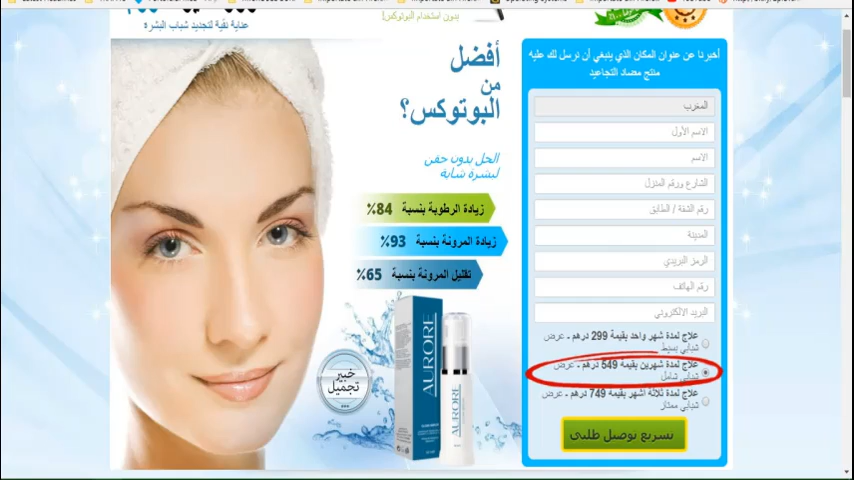 عناية نقية لتجديد شباب البشرة
بدون استخدام البوتوكس!
أفضل
من
البوتوكس؟
الحل بدون حقن
لبشرة شابة
زيادة الرطوبة بنسبة 84%
زيادة المرونة بنسبة 93%
تقليل المرونة بنسبة 65%
خبير
تجميل
AURORE
AURORE
أخبرنا عن عنوان المكان الذي ينبغي أن نرسل لك عليه
منتج مضاد التجاعيد
المغرب
الاسم الأول
الاسم
الشارع ورقم المنزل
رقم الشقة / الطابق
المدينة
الرمز البريدي
رقم الهاتف
البريد الالكتروني
علاج لمدة شهر واحد بقيمة 299 درهم - عرض
شبابي بسيط
علاج لمدة شهرين بقيمة 549 درهم - عرض
شبابي شامل
علاج لمدة ثلاثة أشهر بقيمة 749 درهم - عرض
شبابي ممتاز
تسريع توصيل طلبي